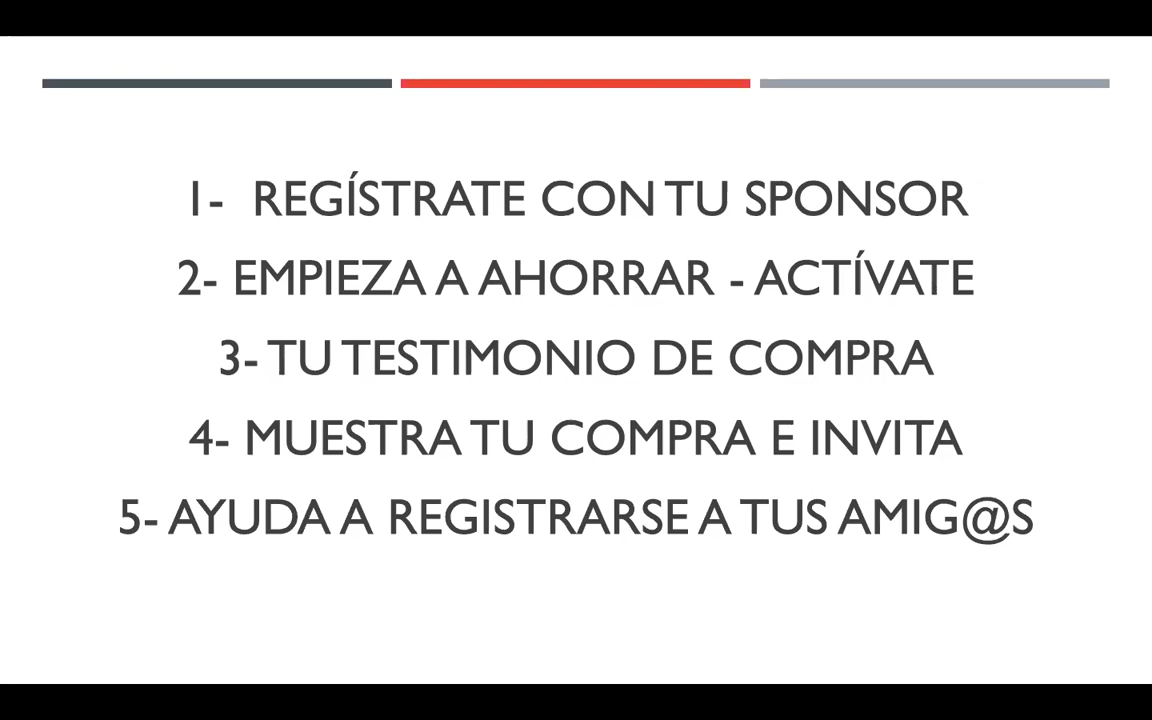 1- REGÍSTRATE CON TU SPONSOR
2- EMPIEZA A AHORRAR - ACTÍVATE
3- TU TESTIMONIO DE COMPRA
4- MUESTRA TU COMPRA E INVITA
5- AYUDA A REGISTRARSE A TUS AMIG@S